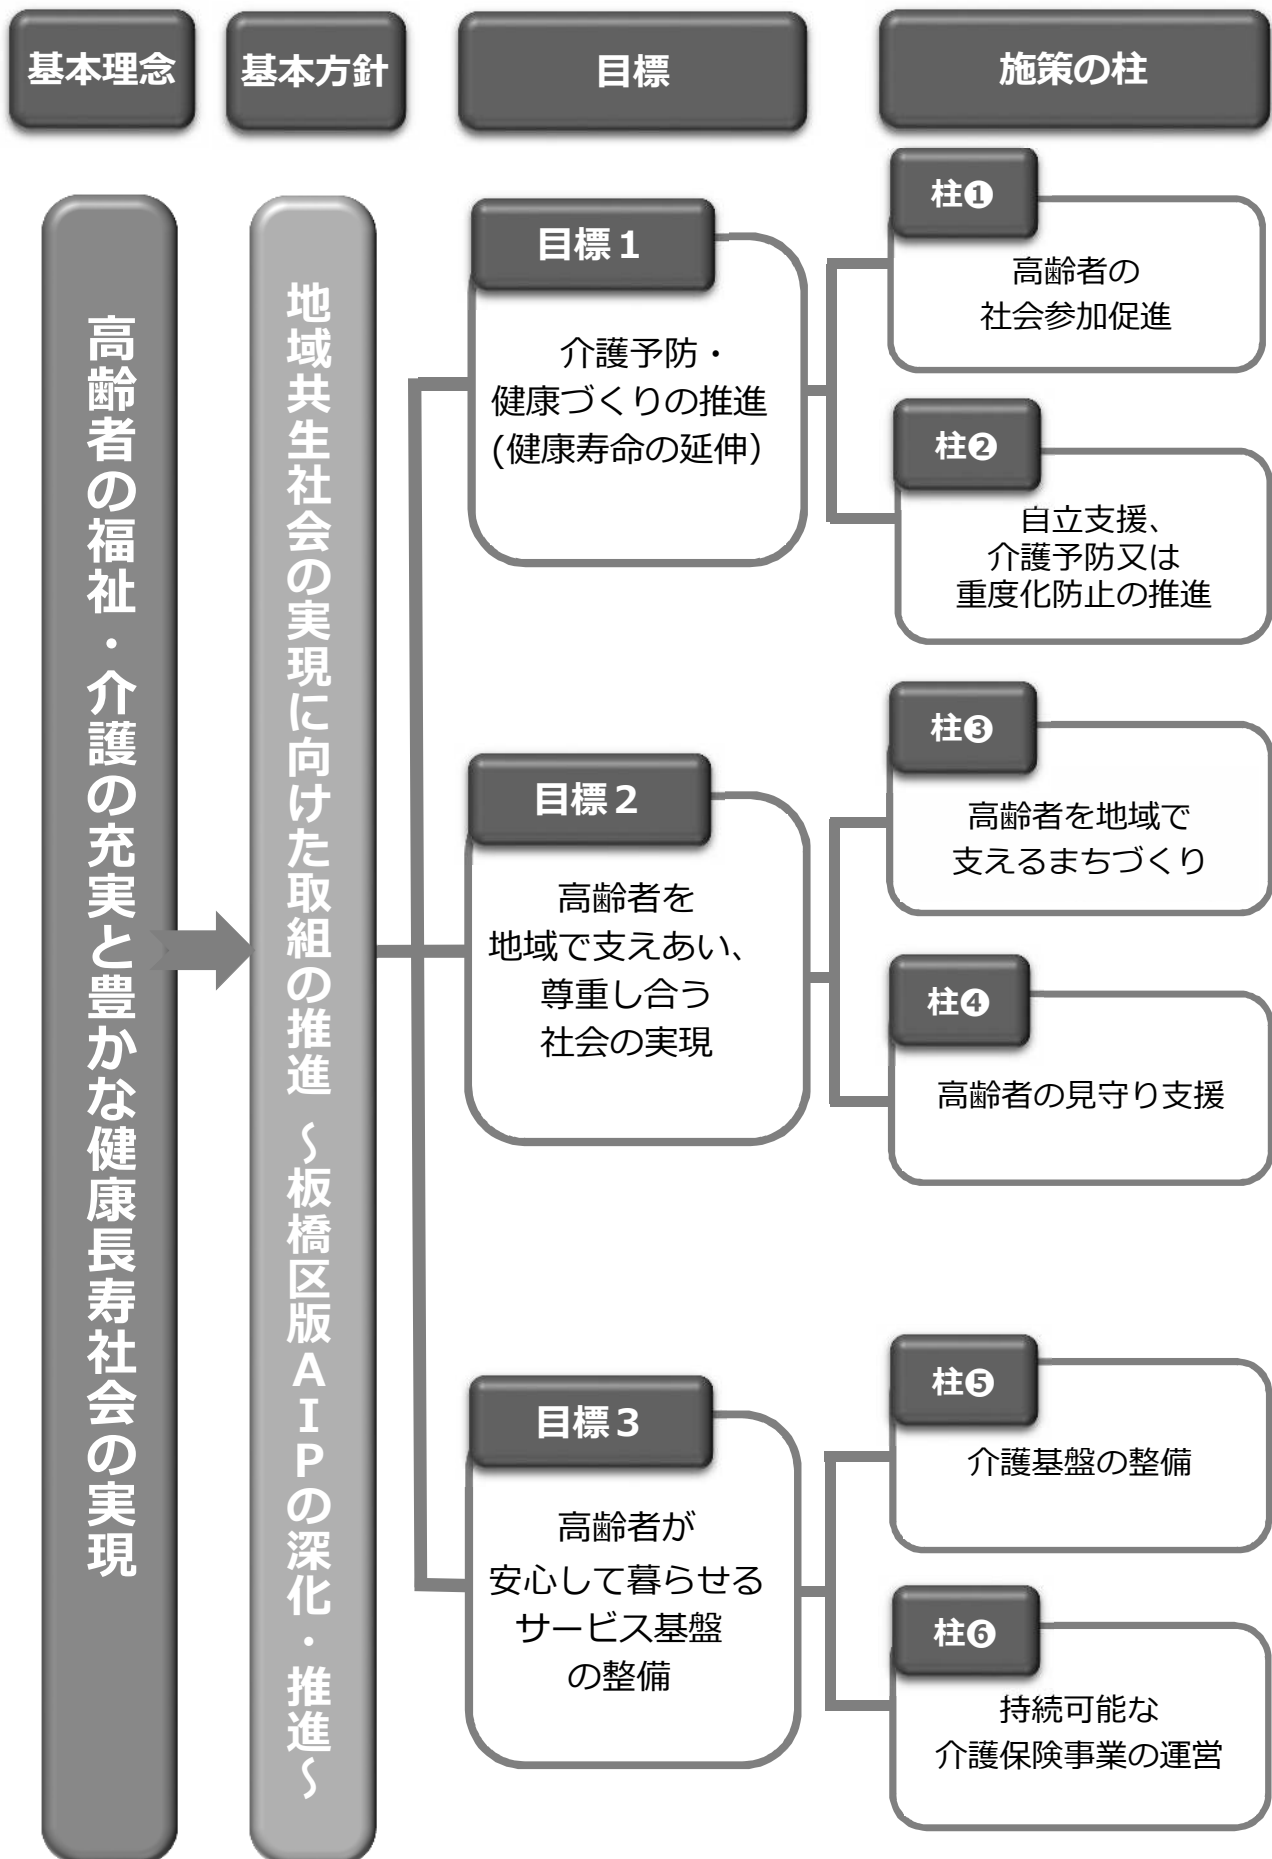 基本理念
基本方針
目標
施策の柱
高齢者の福祉・介護の充実と豊かな健康長寿社会の実現
地域共生社会の実現に向けた取組の推進 ～板橋区版ＡＩＰの深化・推進～
目標１
介護予防・
健康づくりの推進
(健康寿命の延伸）
柱❶
高齢者の
社会参加促進
柱❷
自立支援、
介護予防又は
重度化防止の推進
目標２
高齢者を
地域で支えあい、
尊重し合う
社会の実現
柱❸
高齢者を地域で
支えるまちづくり
柱❹
高齢者の見守り支援
目標３
高齢者が
安心して暮らせる
サービス基盤
の整備
柱❺
介護基盤の整備
柱❻
持続可能な
介護保険事業の運営